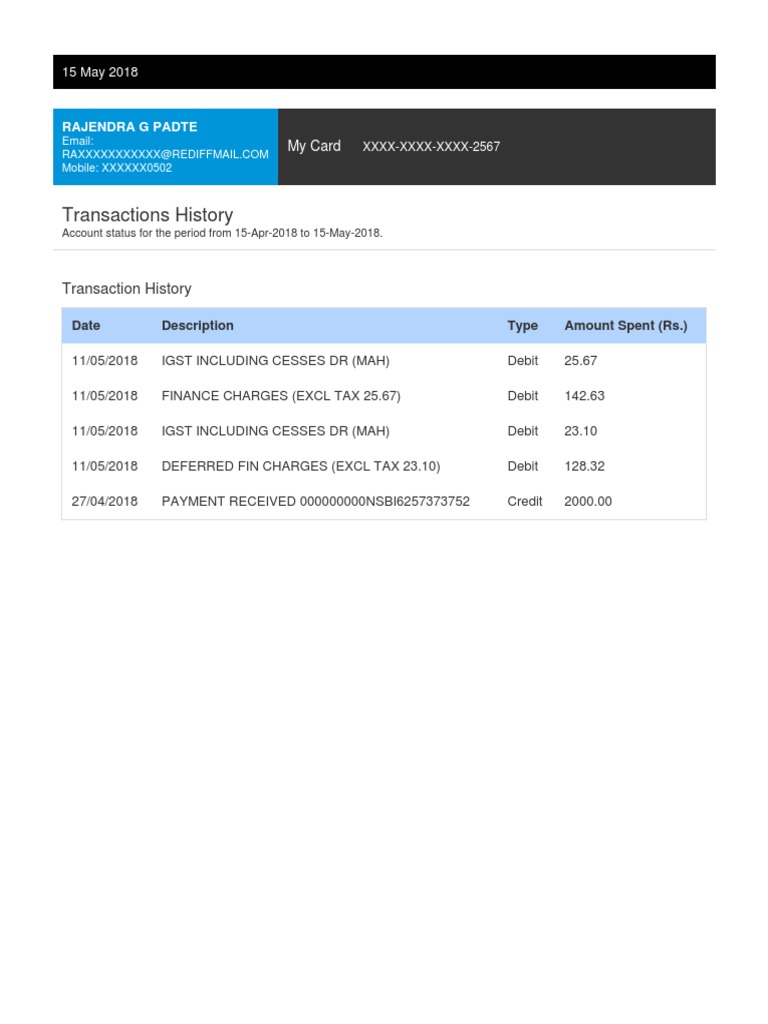 15 May 2018
RAJENDRA G PADTE
Email:
RAXXXXXXXXXXX@REDIFFMAIL.COM
Mobile: XXXXXX0502
My Card XXXX-XXXX-XXXX-2567
Transactions History
Account status for the period from 15-Apr-2018 to 15-May-2018.
Transaction History
Date Description Type Amount Spent (Rs.)
11/05/2018 IGST INCLUDING CESSES DR (MAH) Debit 25.67
11/05/2018 FINANCE CHARGES (EXCL TAX 25.67) Debit 142.63
11/05/2018 IGST INCLUDING CESSES DR (MAH) Debit 23.10
11/05/2018 DEFERRED FIN CHARGES (EXCL TAX 23.10) Debit 128.32
27/04/2018 PAYMENT RECEIVED 000000000NSBI6257373752 Credit 2000.00